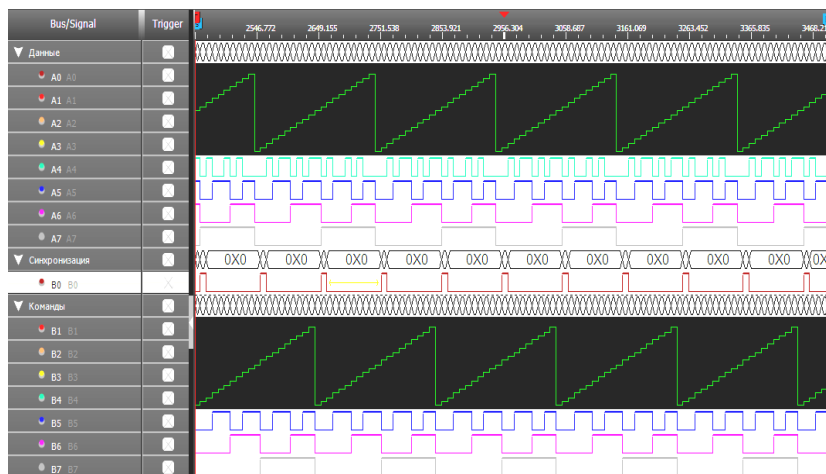 Bus/Signal Trigger
2546.772 2649.155 2751.538 2853.921 2956.304 3058.687 3161.069 3263.452 3365.835
Данные
A0 A0
A1 A1
A2 A2
A3 A3
A4 A4
A5 A5
A6 A6
A7 A7
Синхронизация 0X0 0X0 0X0 0X0 0X0 0X0 0X0 0X0 0X0 0X0
B0 B0
Команды
B1 B1
B2 B2
B3 B3
B4 B4
B5 B5
B6 B6
B7 B7